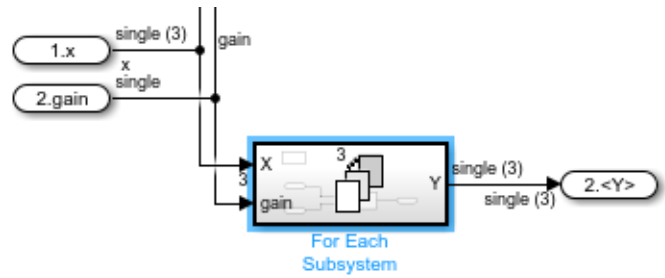 single (3)
gain
1.x
x
single
2.gain
3
X
3
gain
Y
single (3)
single (3)
2.<Y>
For Each
Subsystem